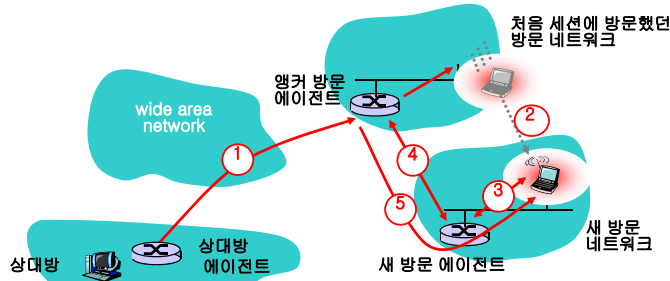 처음 세션에 방문했던
방문 네트워크
앵커 방문
에이전트
wide area
network
1
2
3
4
5
상대방
상대방
에이전트
새 방문 에이전트
새 방문
네트워크